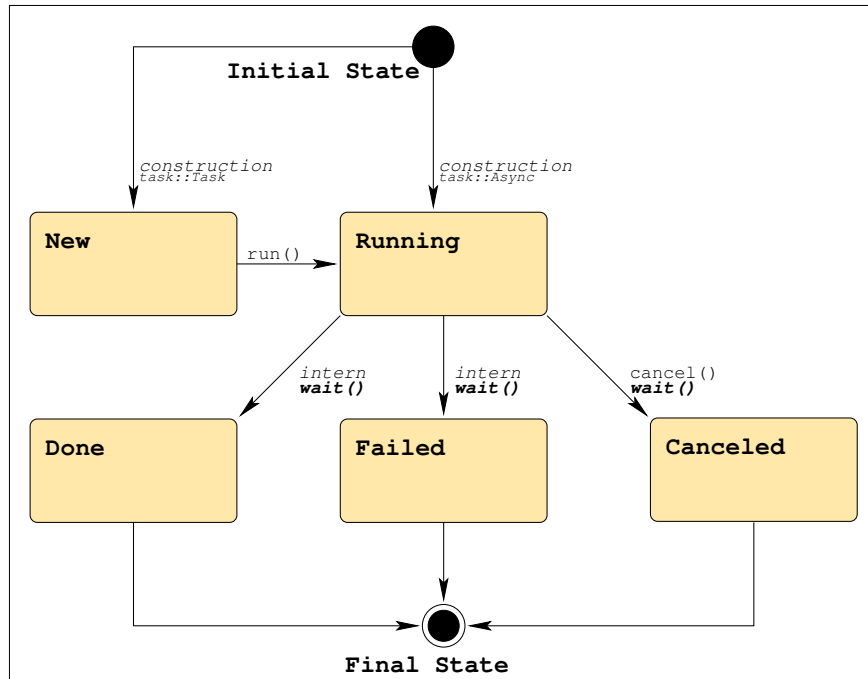 Initial State
construction
task::Task
construction
task::Async
New
run()
Running
intern
wait()
intern
wait()
cancel()
wait()
Done
Failed
Canceled
Final State